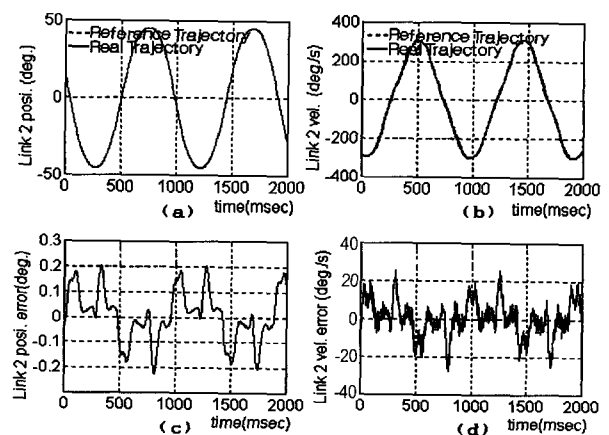 Link 2 posi. (deg.)
50
0
-50
Reference Trajectory
Real Trajectory
0 500 1000 1500 2000
(a) time(msec)
Link 2 vel. (deg/s)
400
200
0
-200
-400
Reference Trajectory
Real Trajectory
0 500 1000 1500 2000
(b) time(msec)
Link 2 posi. error(deg.)
0.3
0.2
0.1
0
-0.1
-0.2
0 500 1000 1500 2000
(c) time(msec)
Link 2 vel. error(deg/s)
40
20
0
-20
-40
0 500 1000 1500 2000
(d) time(msec)